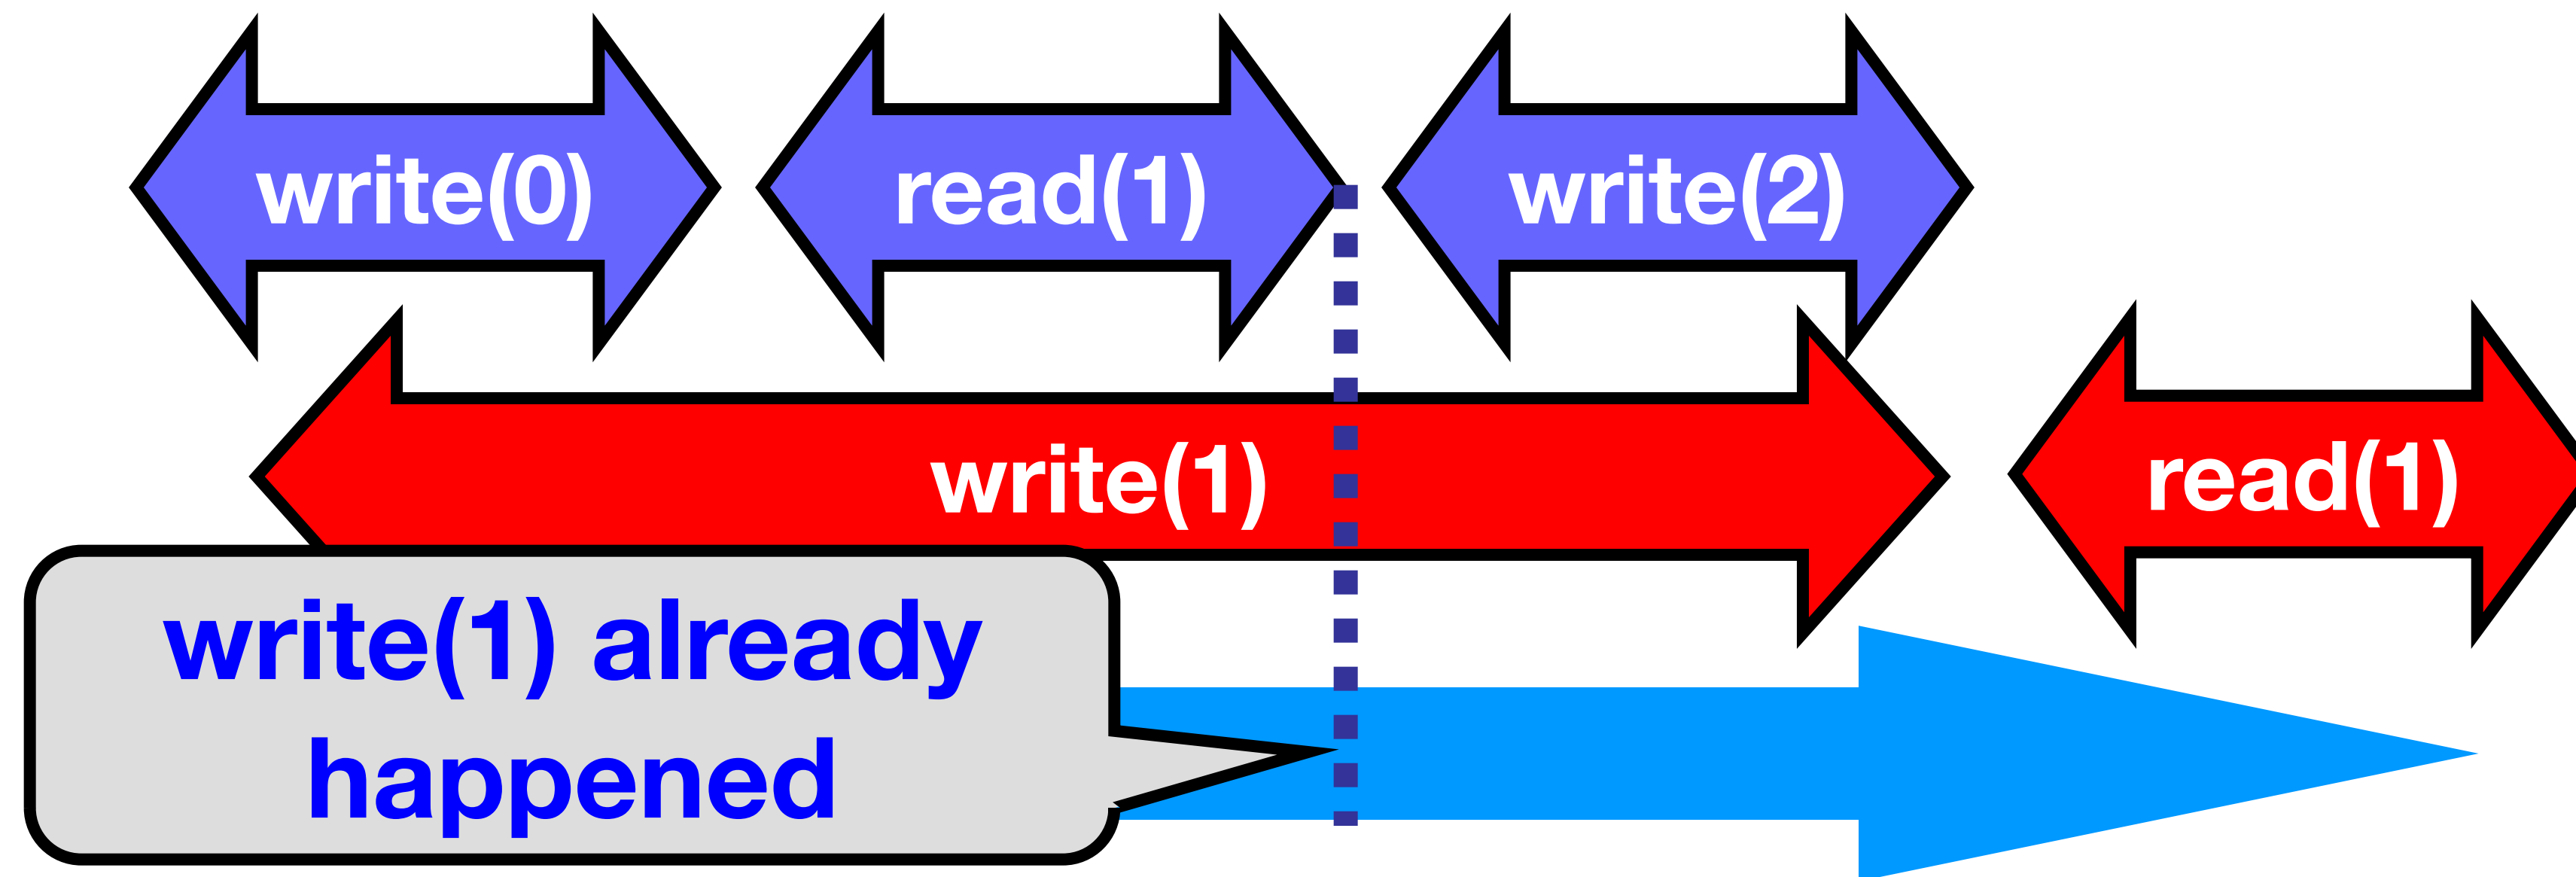 write(0)
read(1)
write(2)
write(1)
read(1)
write(1) already
happened